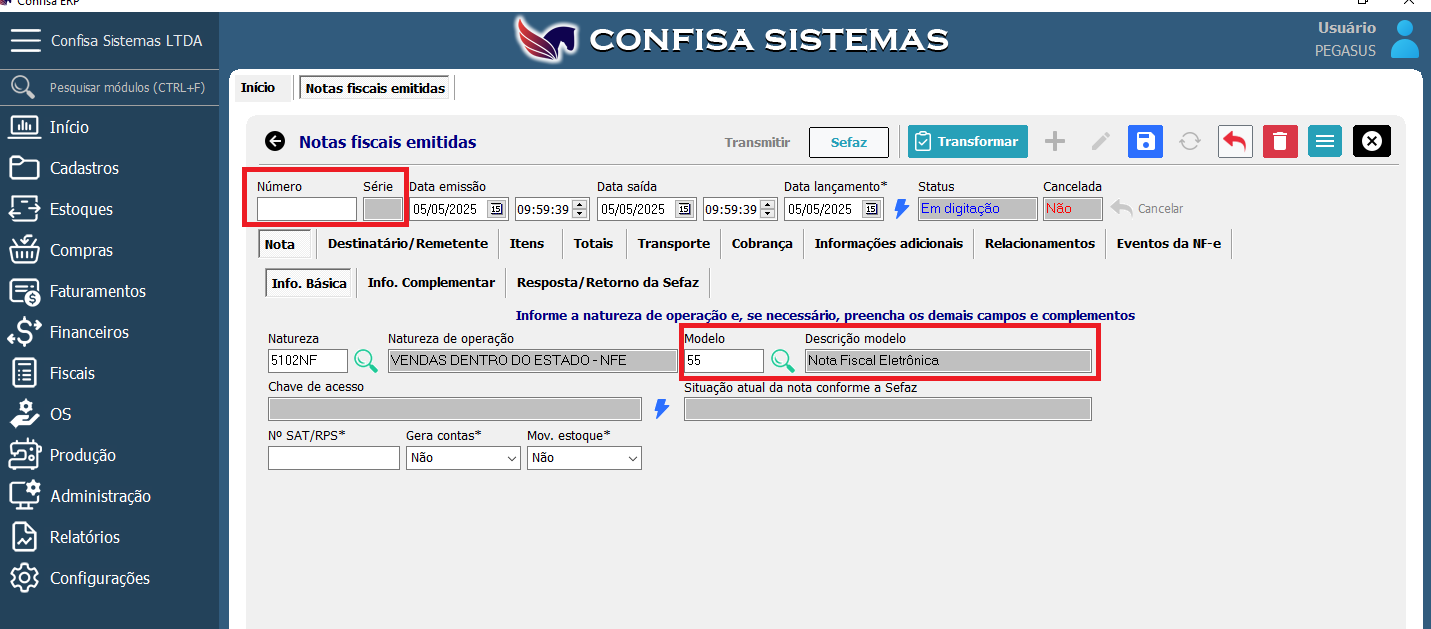 Confisa ERP
Confisa Sistemas LTDA
CONFISA SISTEMAS
Usuário
PEGASUS
Pesquisar módulos (CTRL+F)
Início
Cadastros
Estoques
Compras
Faturamentos
Financeiros
Fiscais
OS
Produção
Administração
Relatórios
Configurações
Início Notas fiscais emitidas
Notas fiscais emitidas Transmitir Sefaz Transformar
Número Série Data emissão Data saída Data lançamento* Status Cancelada
05/05/2025 15 09:59:39 05/05/2025 15 09:59:39 05/05/2025 15 Em digitação Não Cancelar
Nota Destinatário/Remetente Itens Totais Transporte Cobrança Informações adicionais Relacionamentos Eventos da NF-e
Info. Básica Info. Complementar Resposta/Retorno da Sefaz
Informe a natureza de operação e, se necessário, preencha os demais campos e complementos
Natureza Natureza de operação Modelo Descrição modelo
5102NF VENDAS DENTRO DO ESTADO - NFE 55 Nota Fiscal Eletrônica
Chave de acesso Situação atual da nota conforme a Sefaz
Nº SAT/RPS* Gera contas* Mov. estoque*
Não Não